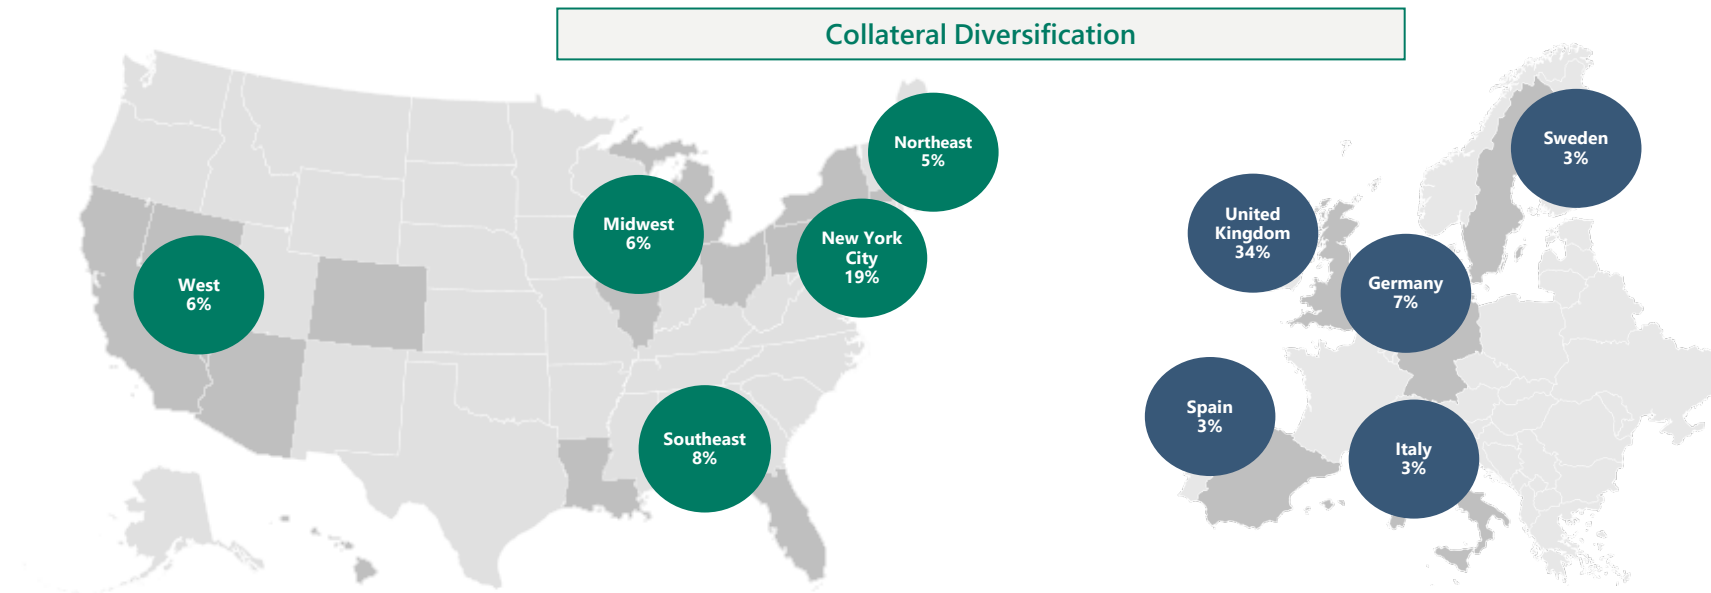 Collateral Diversification
Northeast
5%
Midwest
6%
New York
City
19%
West
6%
Southeast
8%
Sweden
3%
United
Kingdom
34%
Germany
7%
Spain
3%
Italy
3%